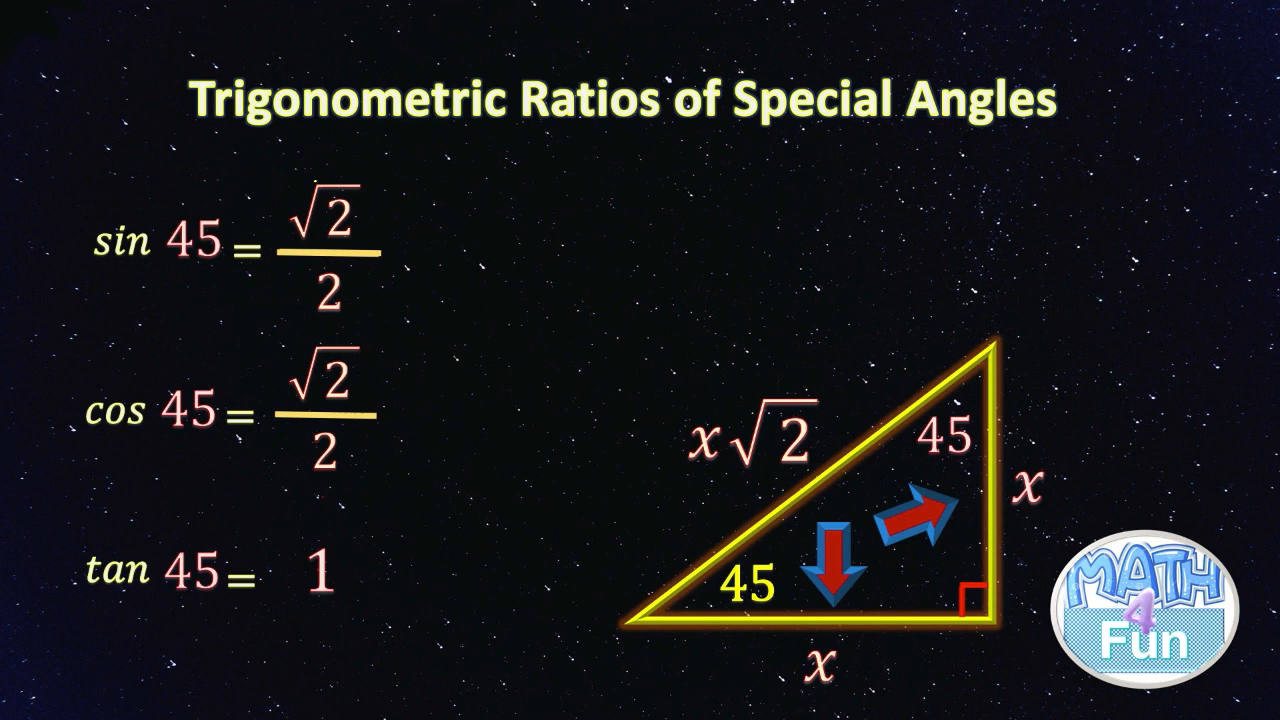 Trigonometric Ratios of Special Angles
sin 45 = √2
2
cos 45 = √2
2
tan 45 = 1
x√2
45
x
45
x
MATH
4
Fun